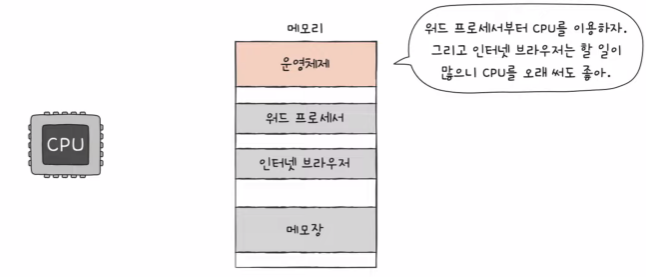 메모리
운영체제
워드 프로세서부터 CPU를 이용하자.
그리고 인터넷 브라우저는 할 일이
많으니 CPU를 오래 써도 좋아.
워드 프로세서
CPU
인터넷 브라우저
메모장